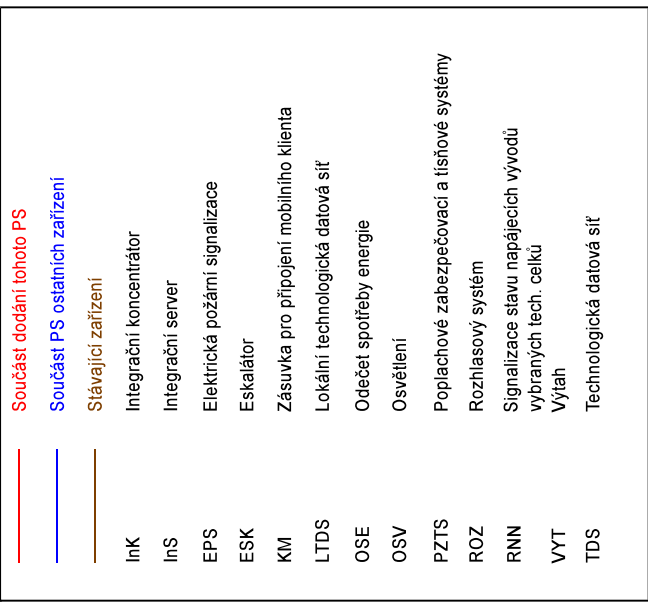 Součást dodání tohoto PS
Součást PS ostatních zařízení
Stávající zařízení
InK Integrační koncentrátor
InS Integrační server
EPS Elektrická požární signalizace
ESK Eskalátor
KM Zásuvka pro připojení mobilního klienta
LTDS Lokální technologická datová síť
OSE Odečet spotřeby energie
OSV Osvětlení
PZTS Poplachové zabezpečovací a tísňové systémy
ROZ Rozhlasový systém
RNN Signalizace stavu napájecích vývodů
vybraných tech. celků
VYT Výtah
TDS Technologická datová síť